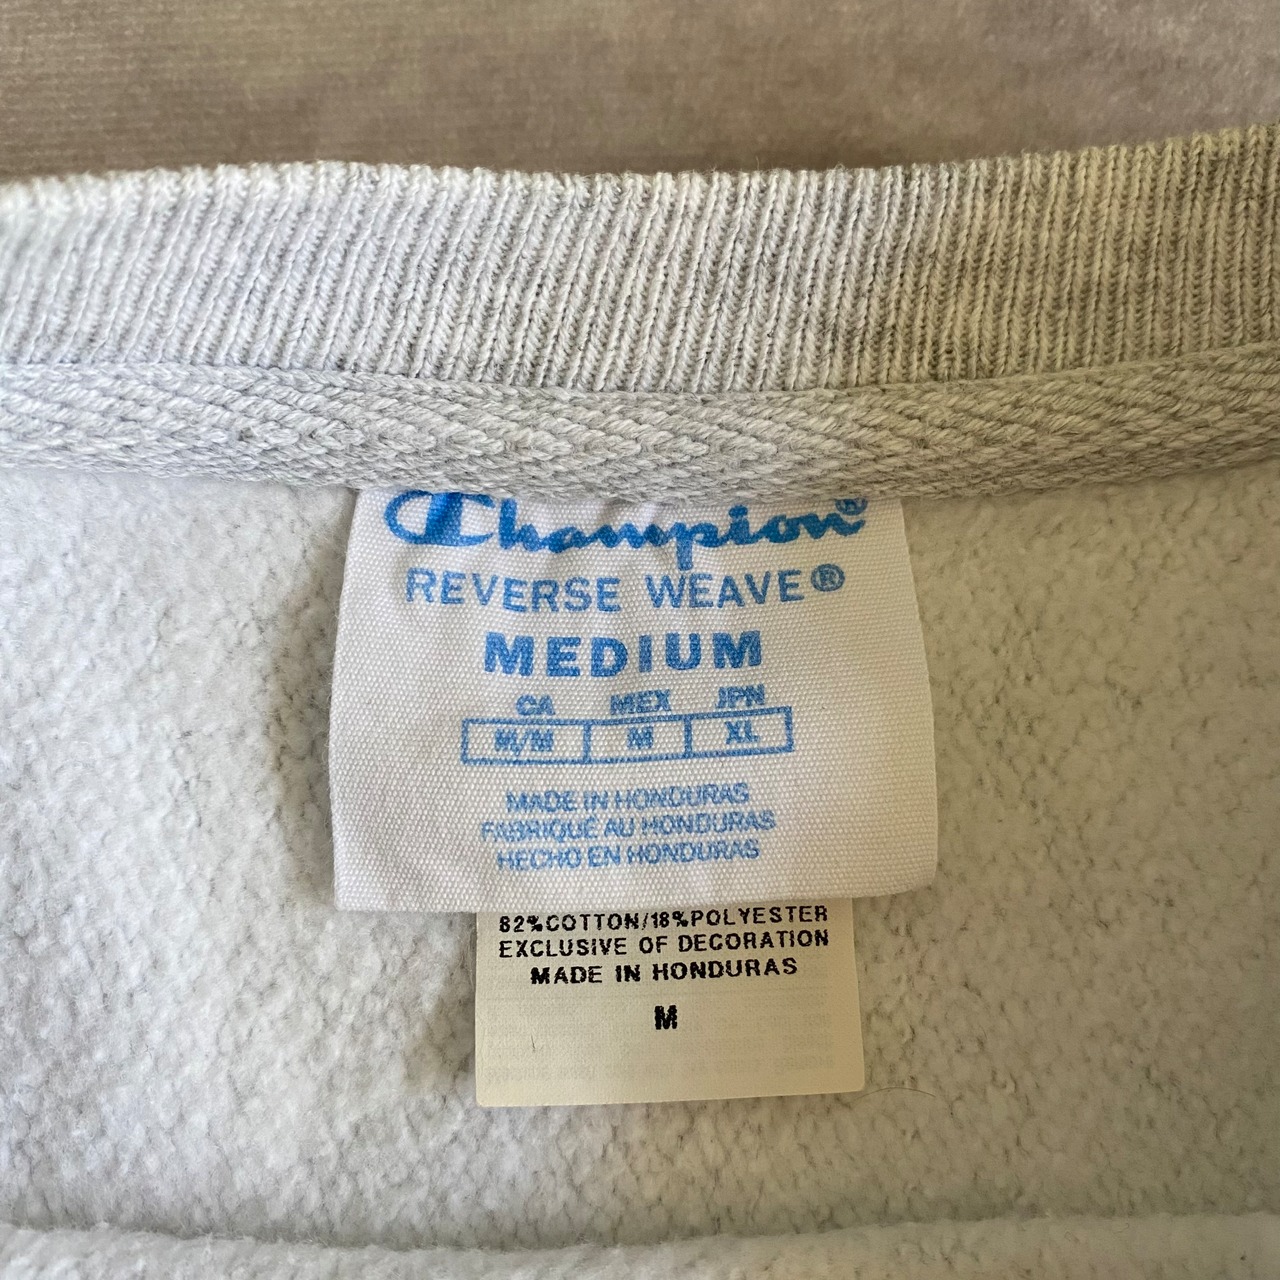 Champion®
REVERSE WEAVE®
MEDIUM
CA MEX JPN
M/M M XL
MADE IN HONDURAS
FABRIQUÉ AU HONDURAS
HECHO EN HONDURAS
82%COTTON/18%POLYESTER
EXCLUSIVE OF DECORATION
MADE IN HONDURAS
M